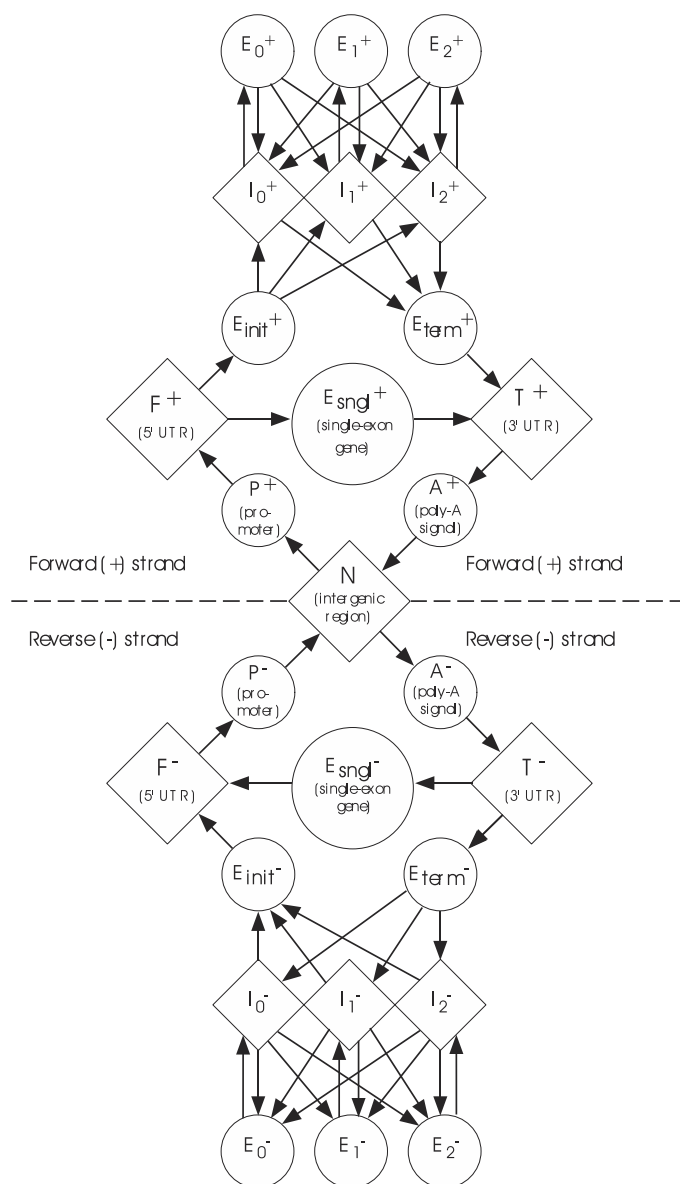 E0+ E1+ E2+
I0+ I1+ I2+
Einit+ Eterm+
F+
(5' UTR)
Esngl+
(single-exon
gene)
T+
(3' UTR)
P+
(pro-
moter)
A+
(poly-A
signal)
Forward (+) strand
N
(intergenic
region)
Forward (+) strand
Reverse (-) strand
Reverse (-) strand
P-
(pro-
moter)
A-
(poly-A
signal)
F-
(5' UTR)
Esngl-
(single-exon
gene)
T-
(3' UTR)
Einit- Eterm-
I0- I1- I2-
E0- E1- E2-